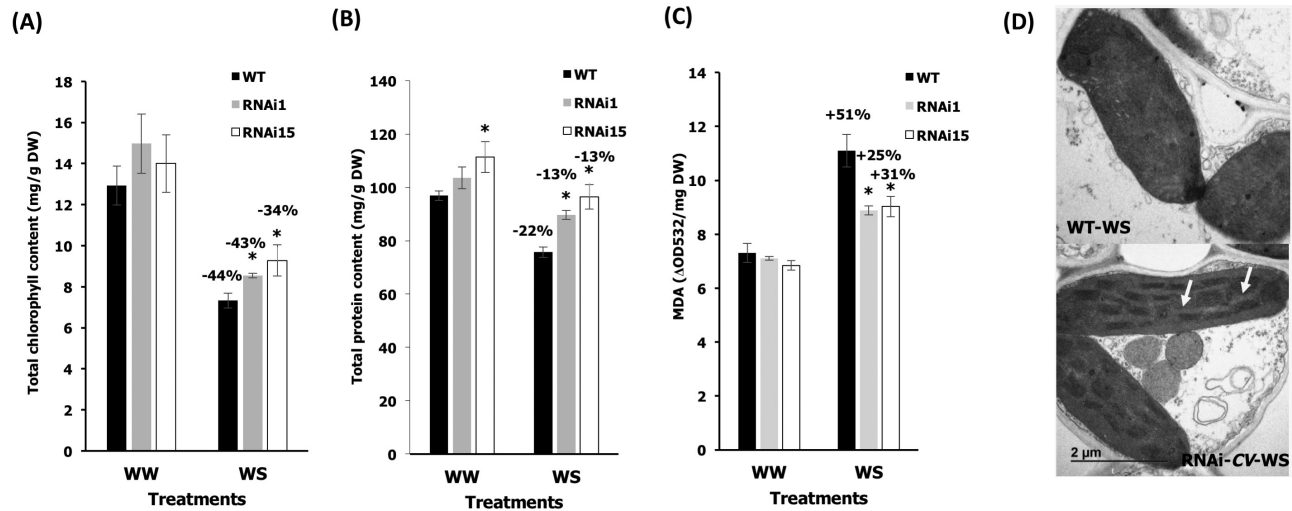 (A)
Total chlorophyll content (mg/g DW)
18
16
14
12
10
8
6
4
2
0
WT
RNAi1
RNAi15
-44%
-43%
*
-34%
*
WW
WS
Treatments
(B)
Total protein content (mg/g DW)
140
120
100
80
60
40
20
0
WT
RNAi1
RNAi15
*
-22%
-13%
*
-13%
*
WW
WS
Treatments
(C)
MDA (ΔOD532/mg DW)
14
12
10
8
6
4
2
0
WT
RNAi1
RNAi15
+51%
+25%
*
+31%
*
WW
WS
Treatments
(D)
WT-WS
2 µm
RNAi-CV-WS